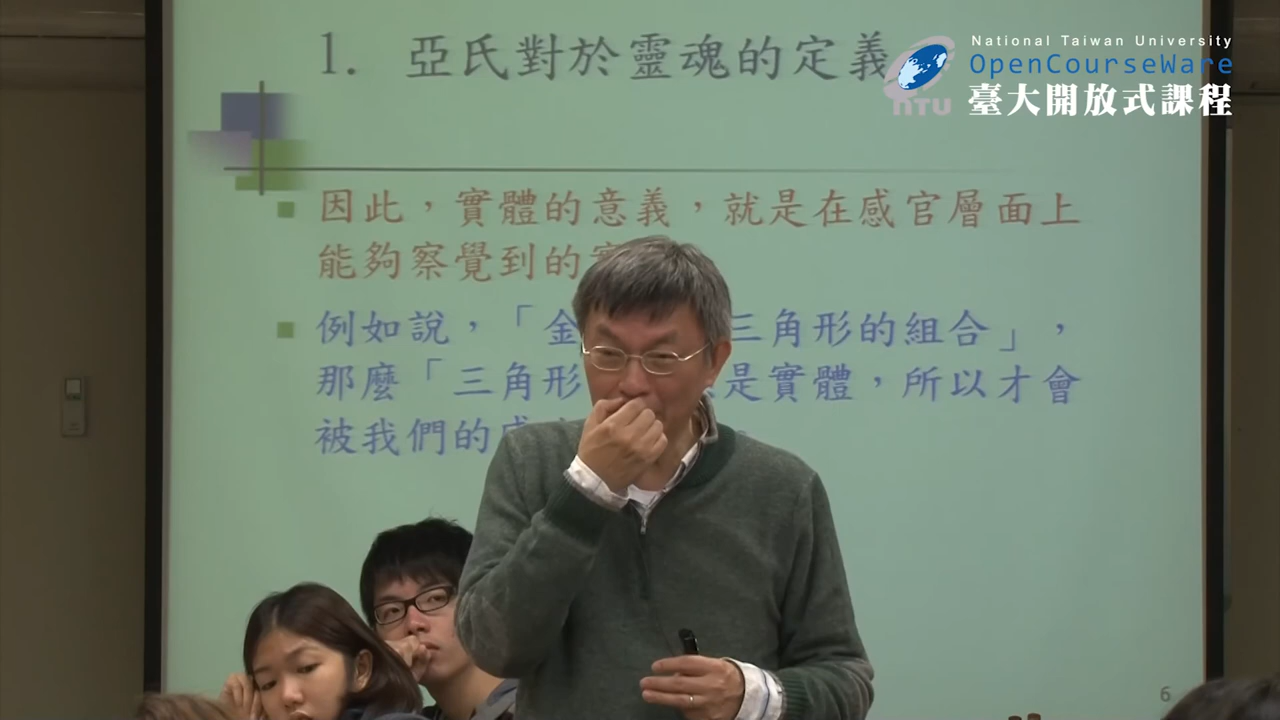 1. 亞氏對於靈魂的定義
National Taiwan University
OpenCourseWare
NTU
臺大開放式課程
因此，實體的意義，就是在感官層面上
能夠察覺到的
例如說，「金 三角形的組合」，
那麼「三角形 是實體，所以才會
被我們的
6